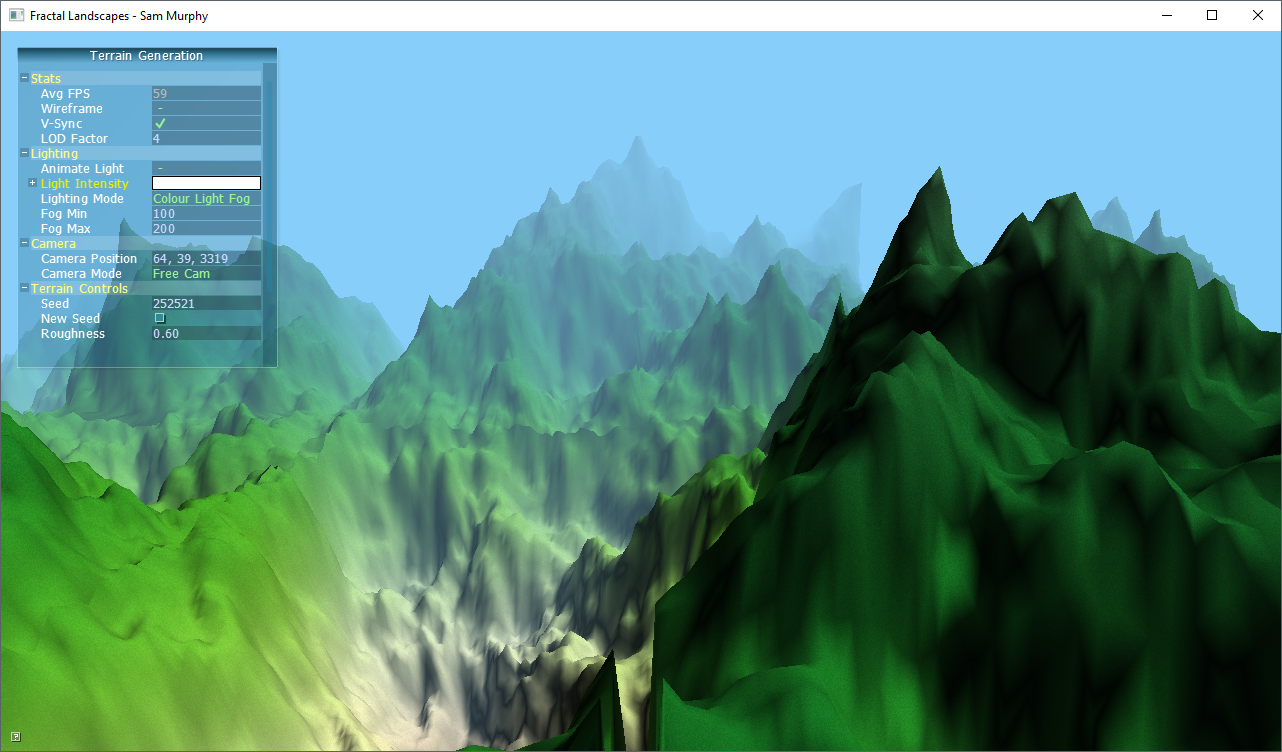 Fractal Landscapes - Sam Murphy
Terrain Generation
Stats
Avg FPS 59
Wireframe -
V-Sync ✓
LOD Factor 4
Lighting
Animate Light -
Light Intensity
Lighting Mode Colour Light Fog
Fog Min 100
Fog Max 200
Camera
Camera Position 64, 39, 3319
Camera Mode Free Cam
Terrain Controls
Seed 252521
New Seed
Roughness 0.60
?